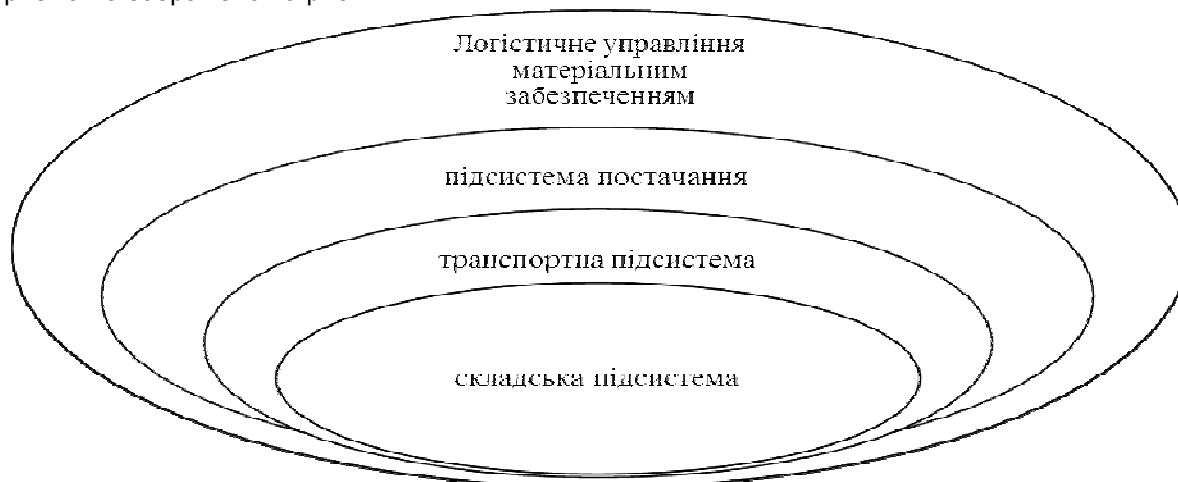 Логістичне управління
матеріальним
забезпеченням
підсистема постачання
транспортна підсистема
складська підсистема